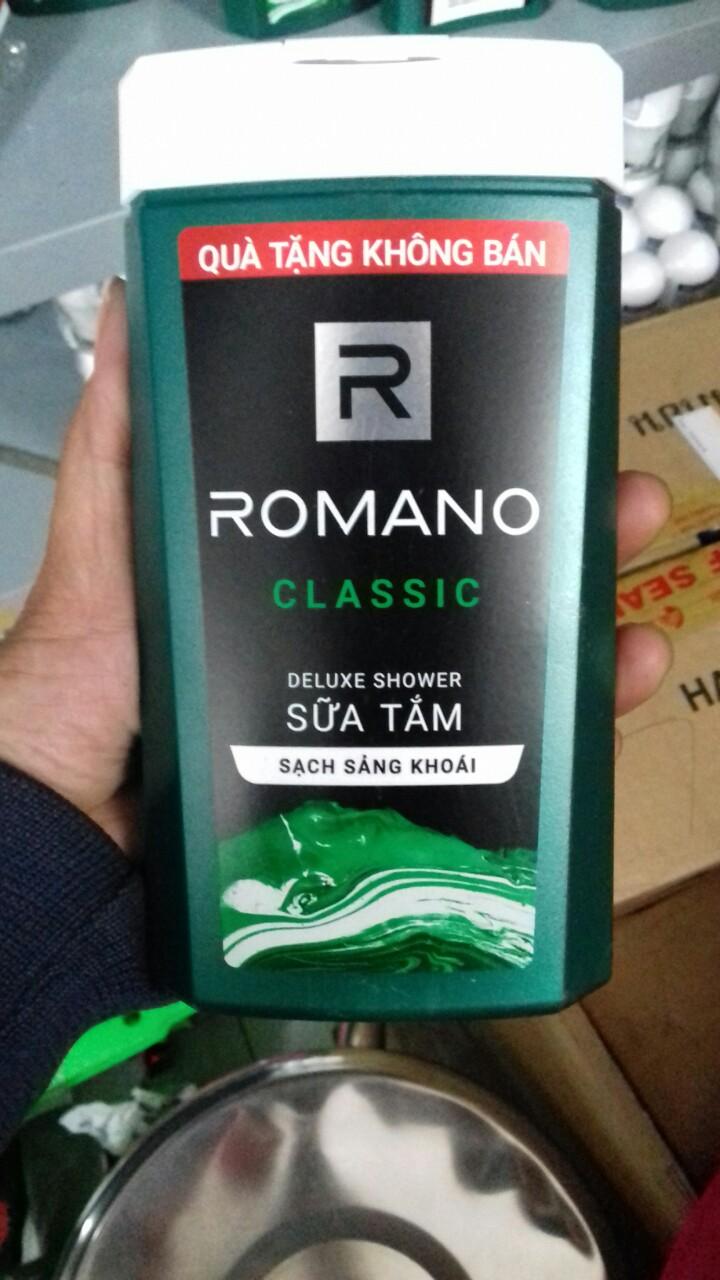 QUÀ TẶNG KHÔNG BÁN
R
ROMANO
CLASSIC
DELUXE SHOWER
SỮA TẮM
SẠCH SẢNG KHOÁI